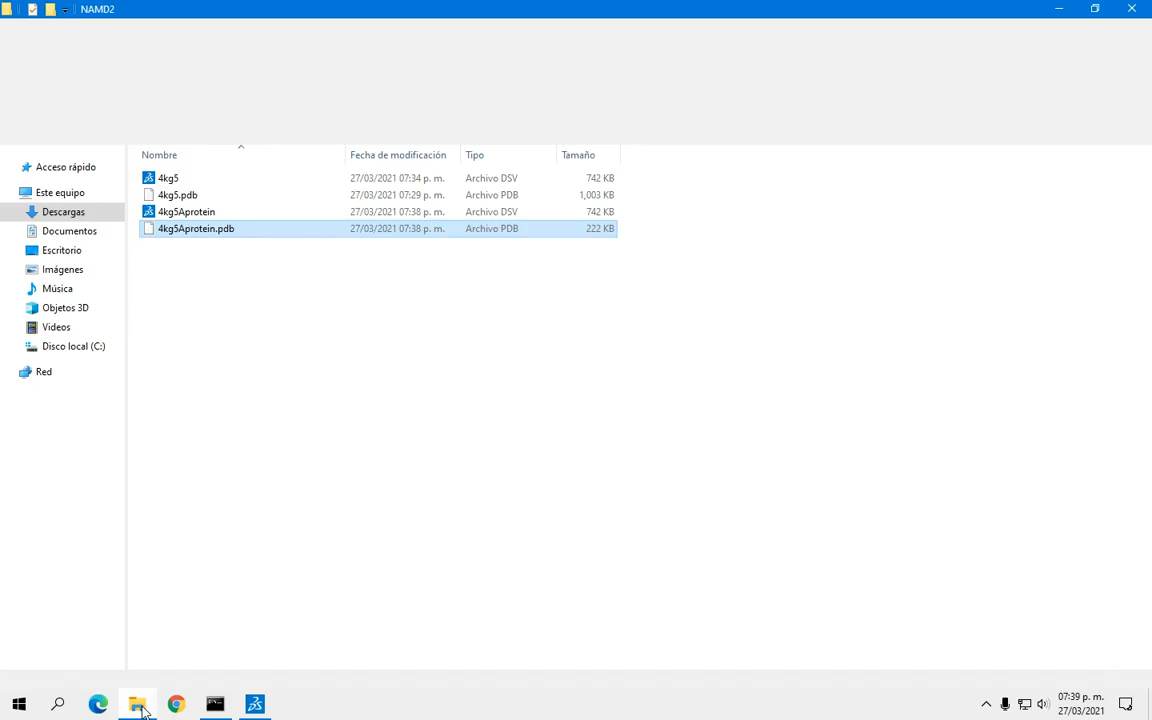 NAMD2
Nombre Fecha de modificación Tipo Tamaño
4kg5 27/03/2021 07:34 p. m. Archivo DSV 742 KB
4kg5.pdb 27/03/2021 07:29 p. m. Archivo PDB 1,003 KB
4kg5Aprotein 27/03/2021 07:38 p. m. Archivo DSV 742 KB
4kg5Aprotein.pdb 27/03/2021 07:38 p. m. Archivo PDB 222 KB
Acceso rápido
Este equipo
Descargas
Documentos
Escritorio
Imágenes
Música
Objetos 3D
Videos
Disco local (C:)
Red
07:39 p. m.
27/03/2021